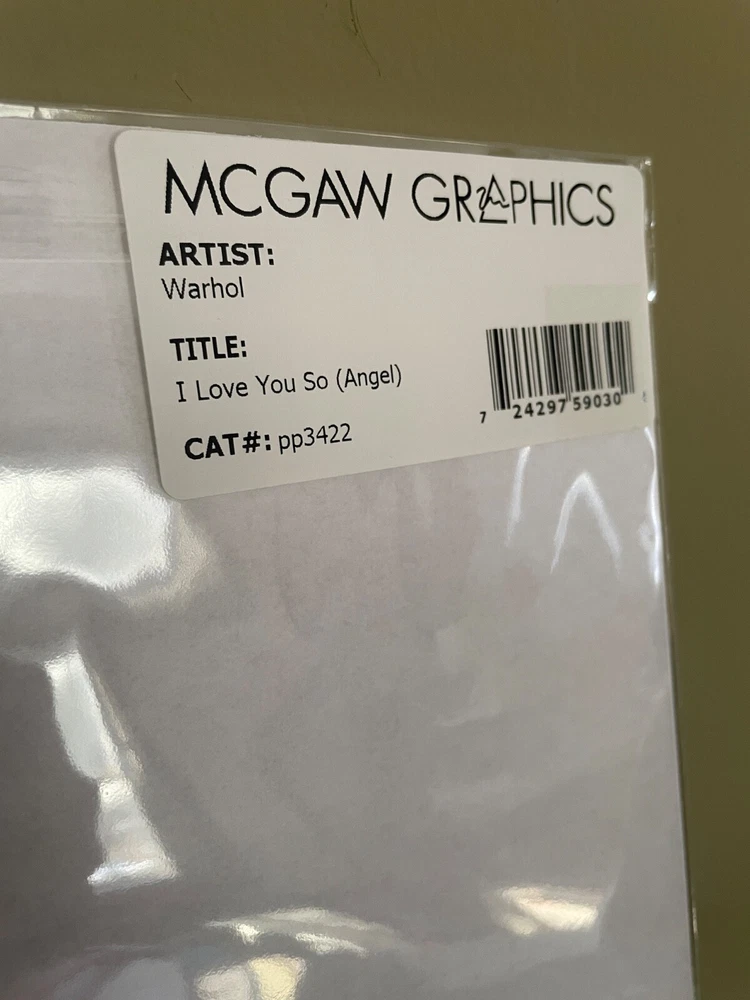 MCGAW GRAPHICS
ARTIST:
Warhol
TITLE:
I Love You So (Angel)
CAT#: pp3422
7 24297 59030